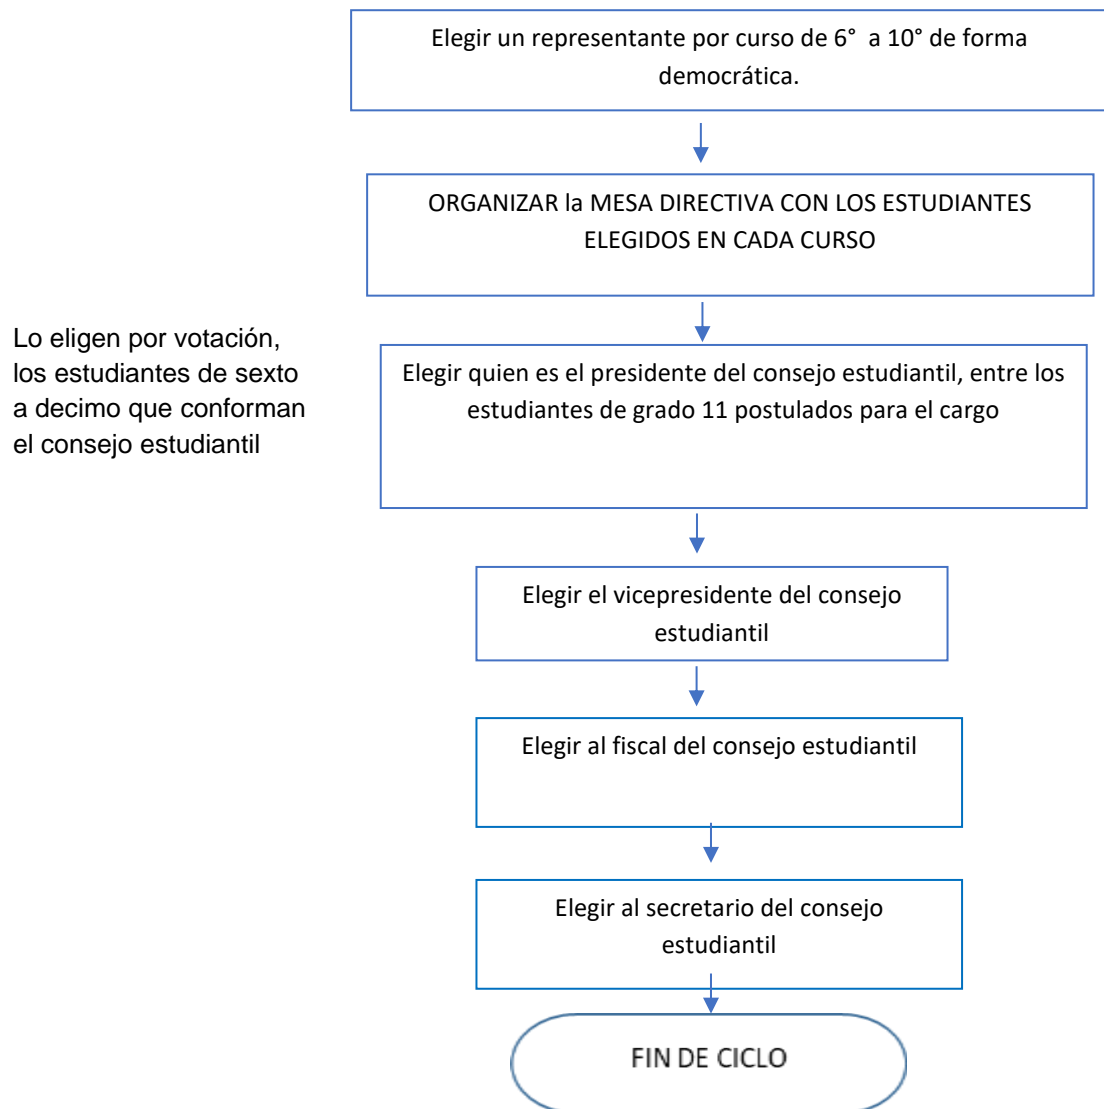 Elegir un representante por curso de 6° a 10° de forma
democrática.
ORGANIZAR la MESA DIRECTIVA CON LOS ESTUDIANTES
ELEGIDOS EN CADA CURSO
Lo eligen por votación,
los estudiantes de sexto
a decimo que conforman
el consejo estudiantil
Elegir quien es el presidente del consejo estudiantil, entre los
estudiantes de grado 11 postulados para el cargo
Elegir el vicepresidente del consejo
estudiantil
Elegir al fiscal del consejo estudiantil
Elegir al secretario del consejo
estudiantil
FIN DE CICLO